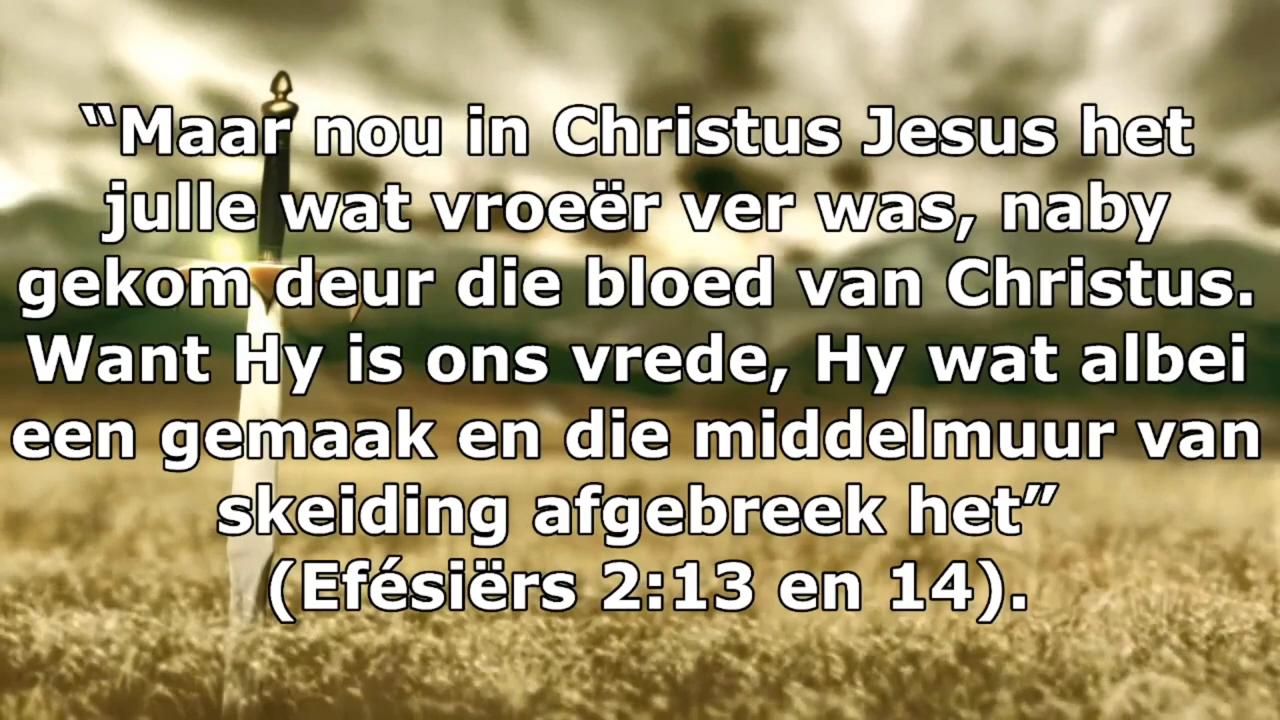 “Maar nou in Christus Jesus het
julle wat vroeër ver was, naby
gekom deur die bloed van Christus.
Want Hy is ons vrede, Hy wat albei
een gemaak en die middelmuur van
skeiding afgebreek het”
(Efésiërs 2:13 en 14).